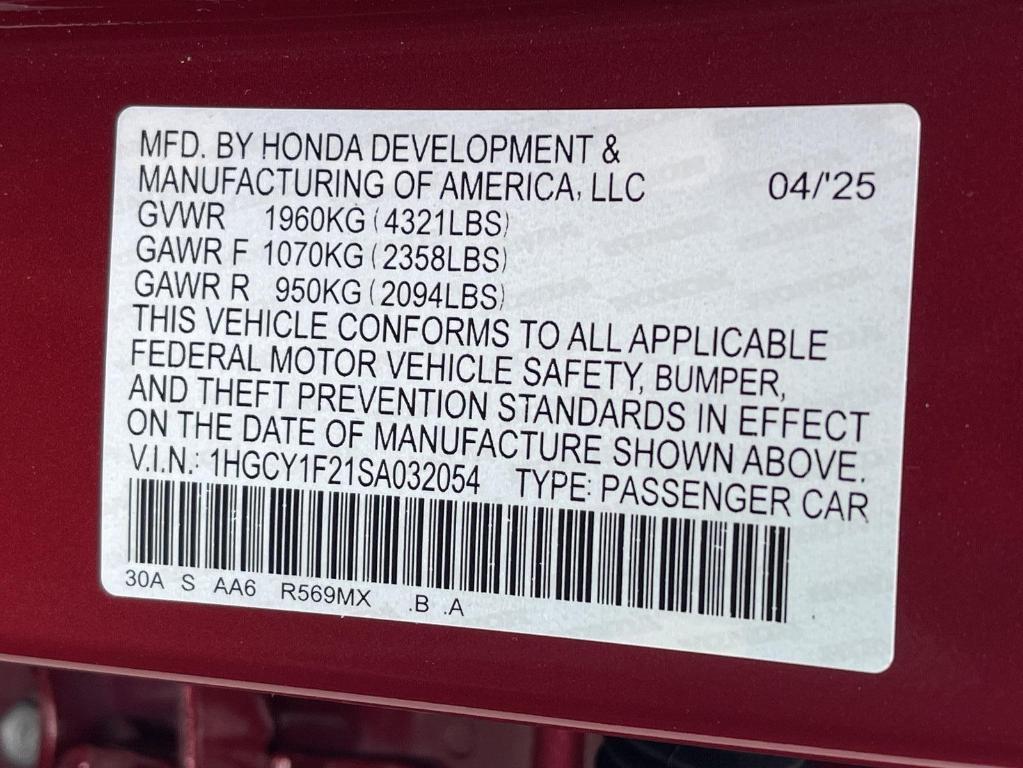 MFD. BY HONDA DEVELOPMENT &
MANUFACTURING OF AMERICA, LLC 04/'25
GVWR 1960KG (4321LBS)
GAWR F 1070KG (2358LBS)
GAWR R 950KG (2094LBS)
THIS VEHICLE CONFORMS TO ALL APPLICABLE
FEDERAL MOTOR VEHICLE SAFETY, BUMPER,
AND THEFT PREVENTION STANDARDS IN EFFECT
ON THE DATE OF MANUFACTURE SHOWN ABOVE.
V.I.N.: 1HGCY1F21SA032054 TYPE: PASSENGER CAR
30A S AA6 R569MX .B .A